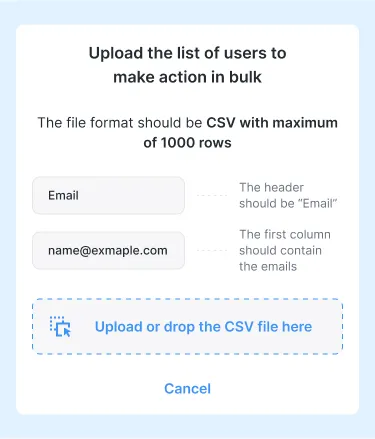 Upload the list of users to
make action in bulk
The file format should be CSV with maximum
of 1000 rows
Email
The header
should be “Email”
name@exmaple.com
The first column
should contain
the emails
Upload or drop the CSV file here
Cancel